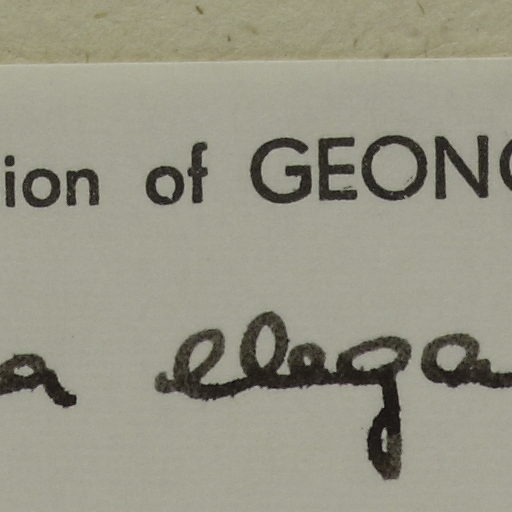 ion of GEON
a elega